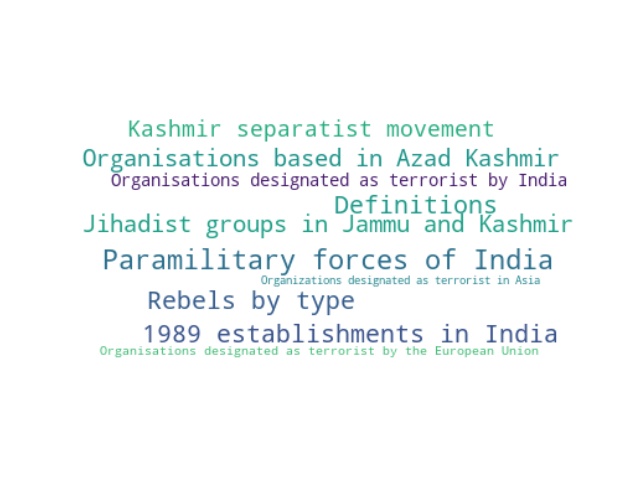 Kashmir separatist movement
Organisations based in Azad Kashmir
Organisations designated as terrorist by India
Definitions
Jihadist groups in Jammu and Kashmir
Paramilitary forces of India
Organizations designated as terrorist in Asia
Rebels by type
1989 establishments in India
Organisations designated as terrorist by the European Union